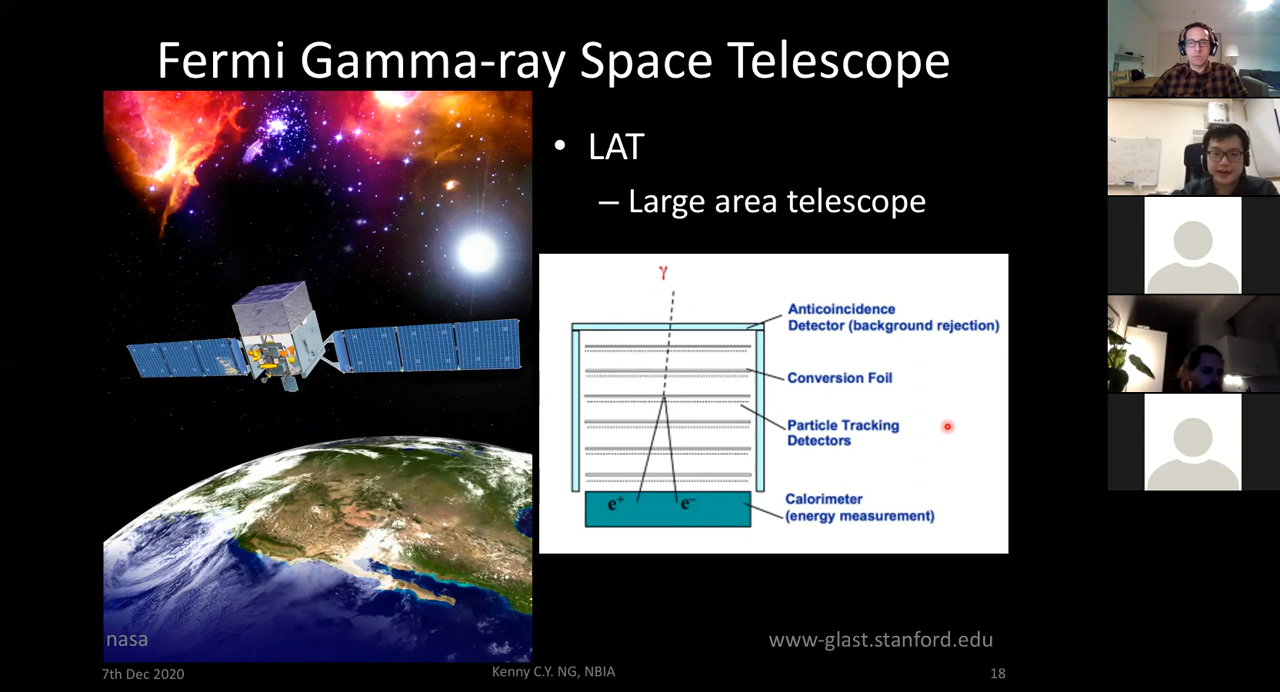 Fermi Gamma-ray Space Telescope
• LAT
– Large area telescope
γ
Anticoincidence
Detector (background rejection)
Conversion Foil
Particle Tracking
Detectors
Calorimeter
(energy measurement)
e⁺
e⁻
nasa
www-glast.stanford.edu
7th Dec 2020
Kenny C.Y. NG, NBIA
18